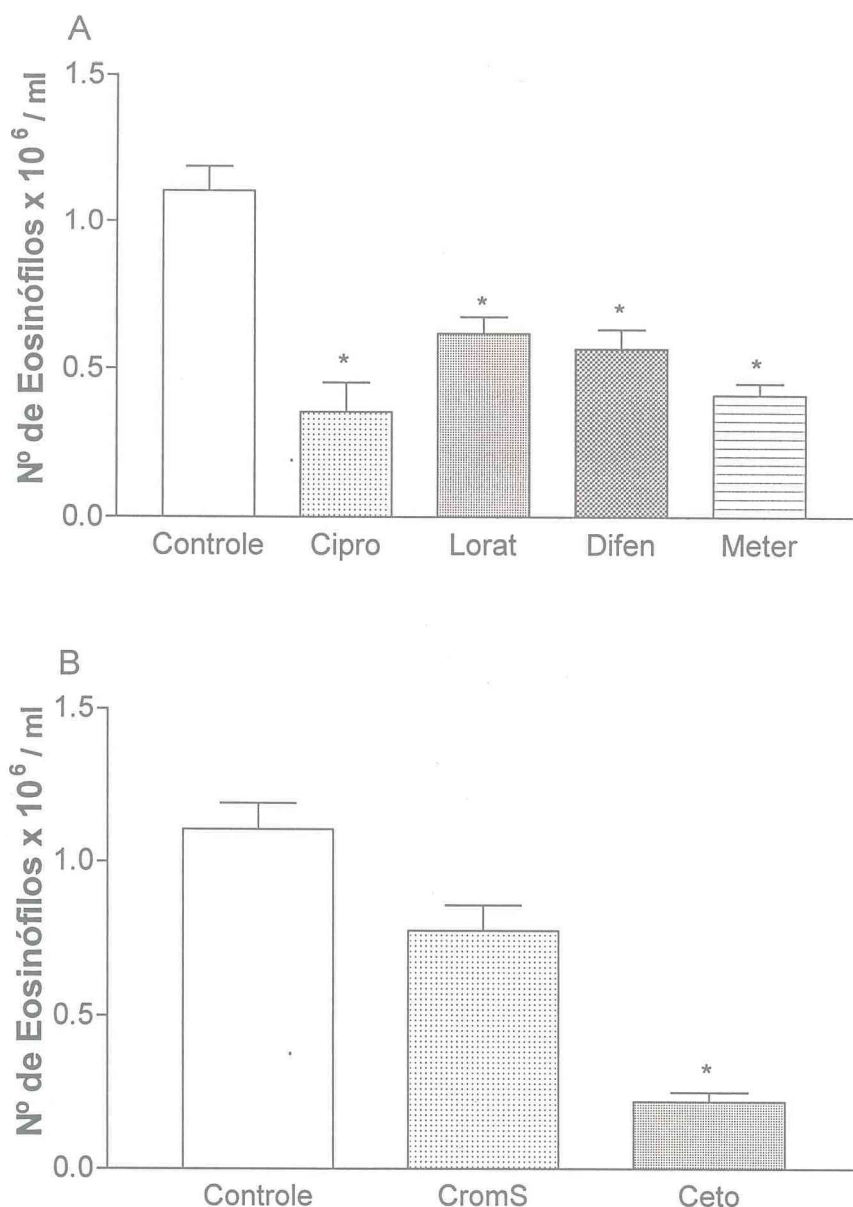 A
Nº de Eosinófilos x 10⁶ / ml
1.5
1.0
0.5
0.0
*
*
*
*
Controle Cipro Lorat Difen Meter
B
Nº de Eosinófilos x 10⁶ / ml
1.5
1.0
0.5
0.0
*
Controle CromS Ceto